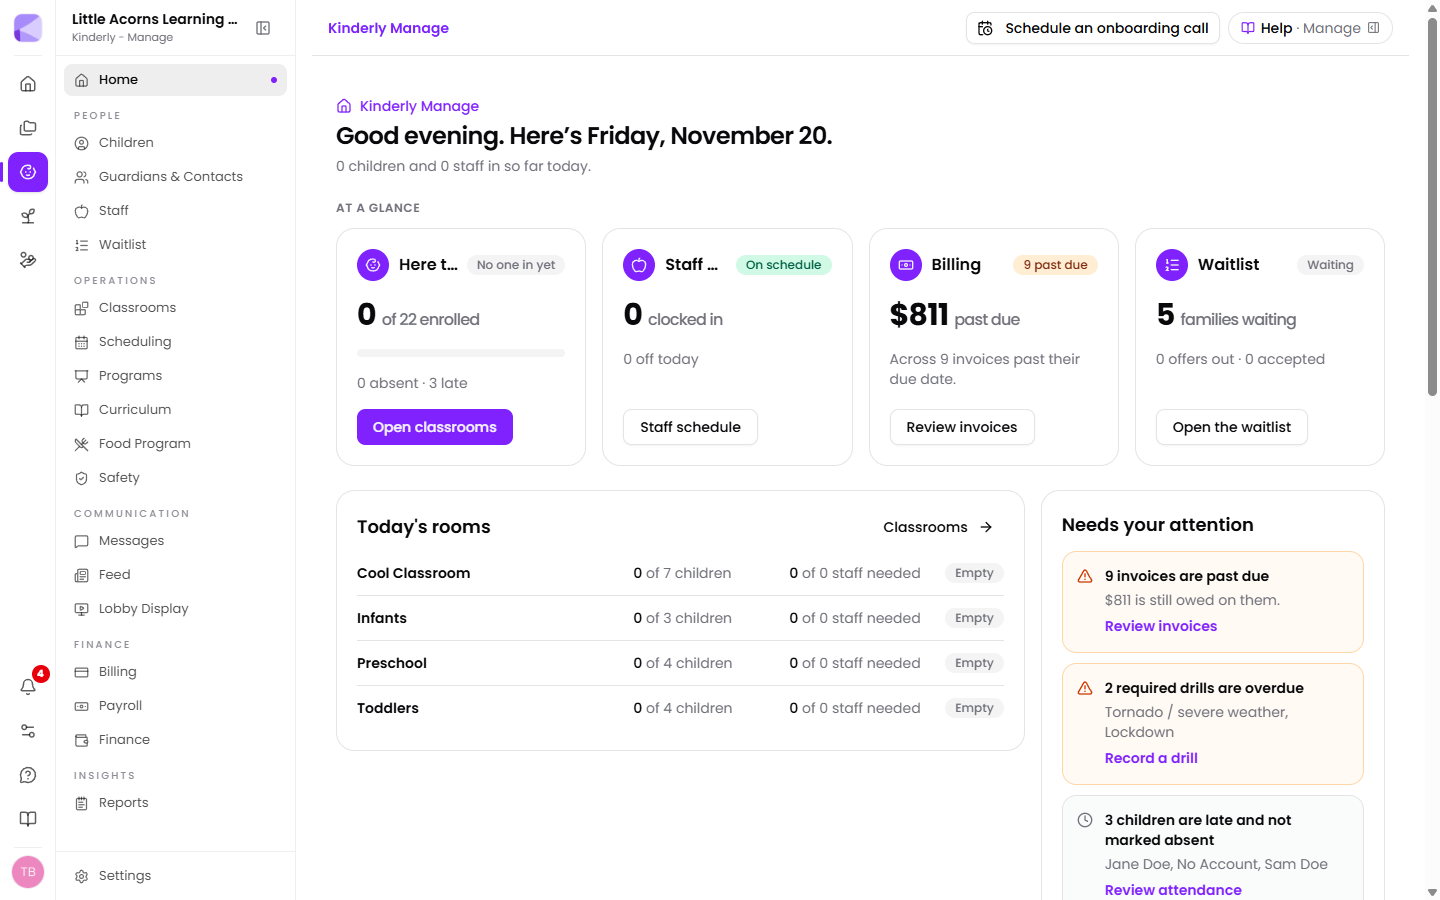 Little Acorns Learning ...
Kinderly - Manage
Home
PEOPLE
Children
Guardians & Contacts
Staff
Waitlist
OPERATIONS
Classrooms
Scheduling
Programs
Curriculum
Food Program
Safety
COMMUNICATION
Messages
Feed
Lobby Display
FINANCE
Billing
Payroll
Finance
INSIGHTS
Reports
Settings
4
TB
Kinderly Manage
Schedule an onboarding call
Help · Manage
Kinderly Manage
Good evening. Here’s Friday, November 20.
0 children and 0 staff in so far today.
AT A GLANCE
Here t... No one in yet
0 of 22 enrolled
0 absent · 3 late
Open classrooms
Staff ... On schedule
0 clocked in
0 off today
Staff schedule
Billing 9 past due
$811 past due
Across 9 invoices past their
due date.
Review invoices
Waitlist Waiting
5 families waiting
0 offers out · 0 accepted
Open the waitlist
Today's rooms Classrooms
Cool Classroom 0 of 7 children 0 of 0 staff needed Empty
Infants 0 of 3 children 0 of 0 staff needed Empty
Preschool 0 of 4 children 0 of 0 staff needed Empty
Toddlers 0 of 4 children 0 of 0 staff needed Empty
Needs your attention
9 invoices are past due
$811 is still owed on them.
Review invoices
2 required drills are overdue
Tornado / severe weather,
Lockdown
Record a drill
3 children are late and not
marked absent
Jane Doe, No Account, Sam Doe
Review attendance